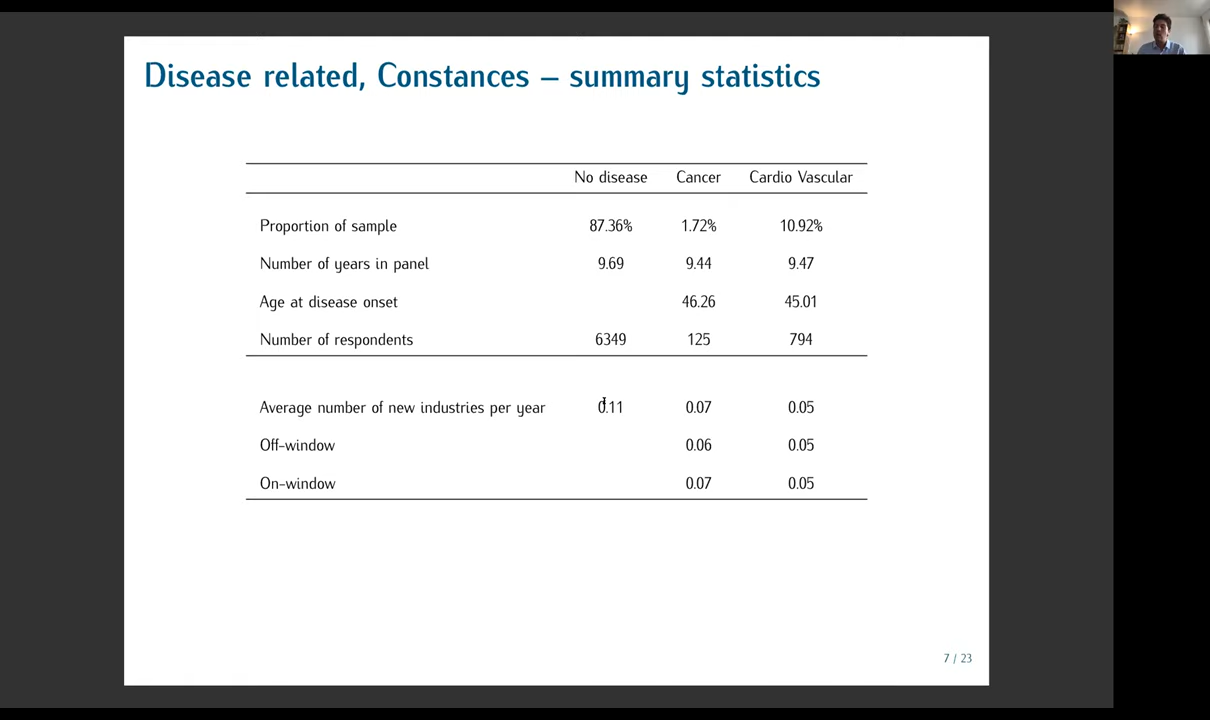 Disease related, Constances – summary statistics
No disease Cancer Cardio Vascular
Proportion of sample 87.36% 1.72% 10.92%
Number of years in panel 9.69 9.44 9.47
Age at disease onset 46.26 45.01
Number of respondents 6349 125 794
Average number of new industries per year 0.11 0.07 0.05
Off-window 0.06 0.05
On-window 0.07 0.05
7 / 23